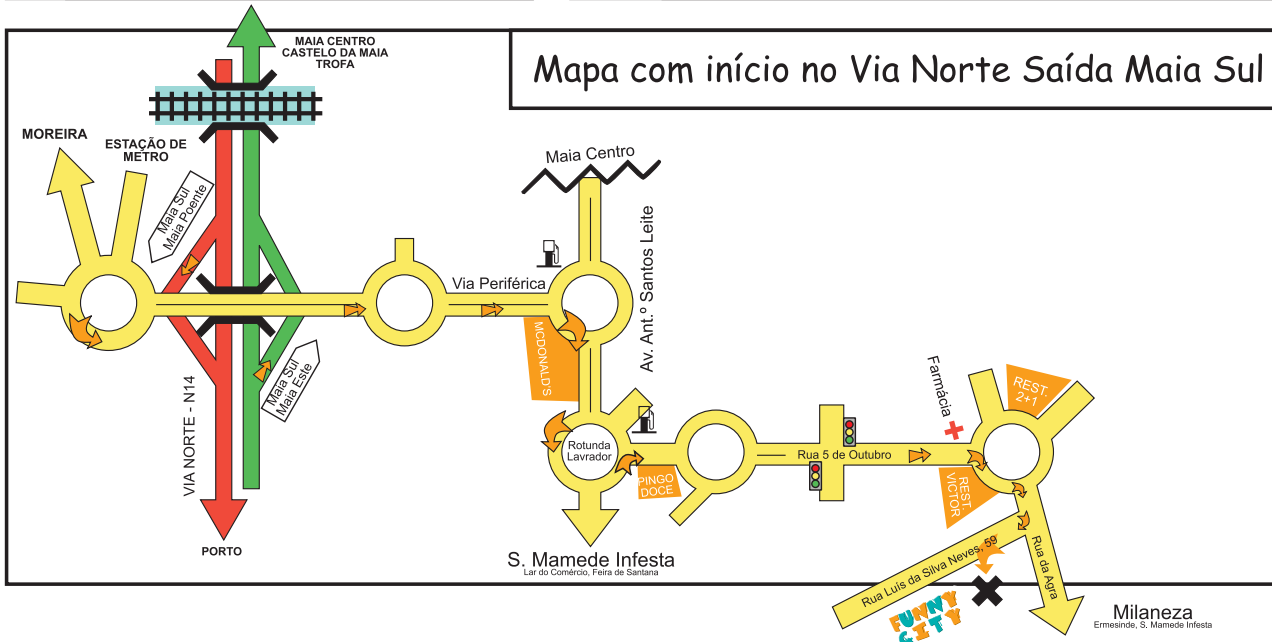 Mapa com início no Via Norte Saída Maia Sul
MAIA CENTRO
CASTELO DA MAIA
TROFA
MOREIRA
ESTAÇÃO DE
METRO
Maia Sul
Maia Poente
Maia Centro
Av. Ant.º Santos Leite
Via Periférica
MCDONALD'S
Maia Sul
Maia Este
VIA NORTE - N14
PORTO
Rotunda
Lavrador
PINGO
DOCE
Rua 5 de Outubro
Farmácia
REST.
2+1
REST.
VICTOR
S. Mamede Infesta
Lar do Comércio, Feira de Santana
Rua Luís da Silva Neves, 59
Rua da Agra
FUNNY
CITY
Milaneza
Ermesinde, S. Mamede Infesta